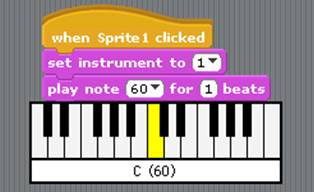 when Sprite1 clicked
set instrument to 1
play note 60 for 1 beats
C (60)